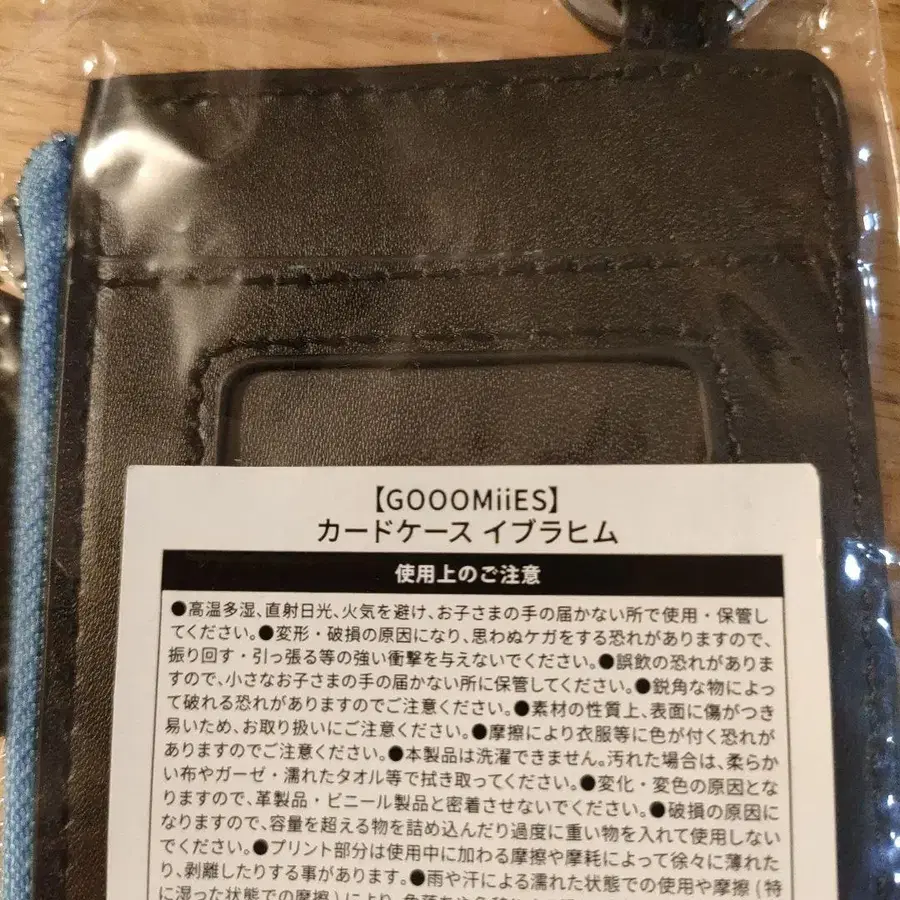 【GOOOMiiES】
カードケース イブラヒム
使用上のご注意
●高温多湿、直射日光、火気を避け、お子さまの手の届かない所で使用・保管し
てください。●変形・破損の原因になり、思わぬケガをする恐れがありますので、
振り回す・引っ張る等の強い衝撃を与えないでください。●誤飲の恐れがありま
すので、小さなお子さまの手の届かない所に保管してください。●鋭角な物によっ
て破れる恐れがありますのでご注意ください。●素材の性質上、表面に傷がつき
易いため、お取り扱いにご注意ください。●摩擦により衣服等に色が付く恐れが
ありますのでご注意ください。●本製品は洗濯できません。汚れた場合は、柔らか
い布やガーゼ・濡れたタオル等で拭き取ってください。●変化・変色の原因とな
りますので、革製品・ビニール製品と密着させないでください。●破損の原因に
なりますので、容量を超える物を詰め込んだり過度に重い物を入れて使用しない
でください。●プリント部分は使用中に加わる摩擦や摩耗によって徐々に薄れた
り、剥離したりする事があります。●雨や汗による濡れた状態での使用や摩擦(特
に湿った状態での摩擦)により、